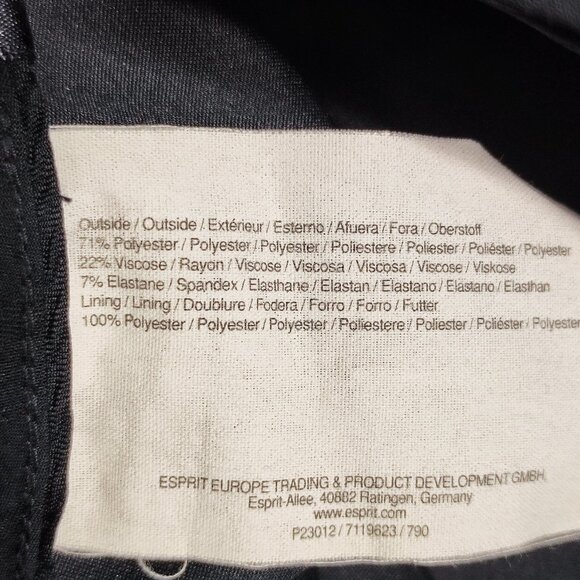 Outside / Outside / Extérieur / Esterno / Afuera / Fora / Oberstoff
71% Polyester / Polyester / Polyester / Poliestere / Poliester / Poliéster / Polyester
22% Viscose / Rayon / Viscose / Viscosa / Viscosa / Viscose / Viskose
7% Elastane / Spandex / Elasthane / Elastan / Elastano / Elastano / Elasthan
Lining / Lining / Doublure / Fodera / Forro / Forro / Futter
100% Polyester / Polyester / Polyester / Poliestere / Poliester / Poliéster / Polyester
ESPRIT EUROPE TRADING & PRODUCT DEVELOPMENT GMBH
Esprit-Allee, 40882 Ratingen, Germany
www.esprit.com
P23012 / 7119623 / 790